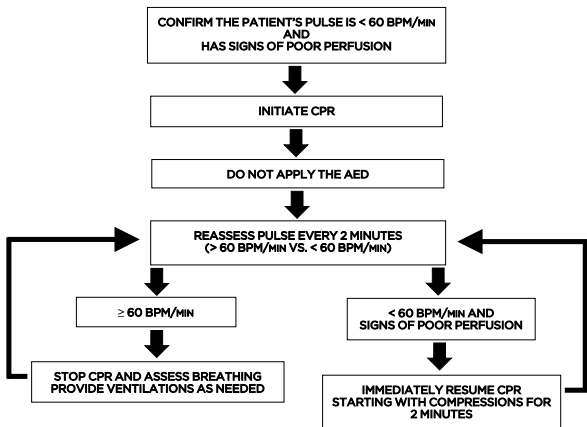 CONFIRM THE PATIENT'S PULSE IS < 60 BPM/MIN
AND
HAS SIGNS OF POOR PERFUSION
INITIATE CPR
DO NOT APPLY THE AED
REASSESS PULSE EVERY 2 MINUTES
(> 60 BPM/MIN VS. < 60 BPM/MIN)
≥ 60 BPM/MIN
STOP CPR AND ASSESS BREATHING
PROVIDE VENTILATIONS AS NEEDED
< 60 BPM/MIN AND
SIGNS OF POOR PERFUSION
IMMEDIATELY RESUME CPR
STARTING WITH COMPRESSIONS FOR
2 MINUTES